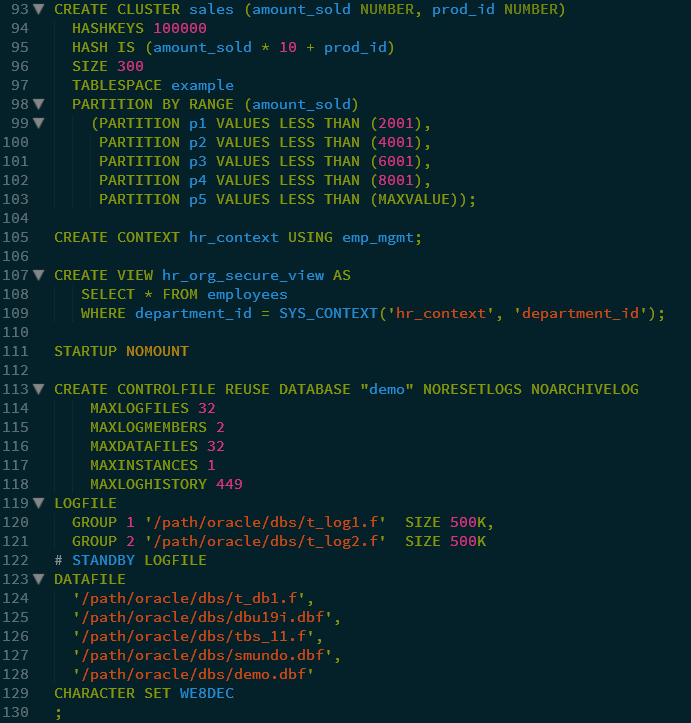 93 CREATE CLUSTER sales (amount_sold NUMBER, prod_id NUMBER)
94   HASHKEYS 100000
95   HASH IS (amount_sold * 10 + prod_id)
96   SIZE 300
97   TABLESPACE example
98   PARTITION BY RANGE (amount_sold)
99     (PARTITION p1 VALUES LESS THAN (2001),
100      PARTITION p2 VALUES LESS THAN (4001),
101      PARTITION p3 VALUES LESS THAN (6001),
102      PARTITION p4 VALUES LESS THAN (8001),
103      PARTITION p5 VALUES LESS THAN (MAXVALUE));
104
105 CREATE CONTEXT hr_context USING emp_mgmt;
106
107 CREATE VIEW hr_org_secure_view AS
108    SELECT * FROM employees
109    WHERE department_id = SYS_CONTEXT('hr_context', 'department_id');
110
111 STARTUP NOMOUNT
112
113 CREATE CONTROLFILE REUSE DATABASE "demo" NORESETLOGS NOARCHIVELOG
114     MAXLOGFILES 32
115     MAXLOGMEMBERS 2
116     MAXDATAFILES 32
117     MAXINSTANCES 1
118     MAXLOGHISTORY 449
119 LOGFILE
120   GROUP 1 '/path/oracle/dbs/t_log1.f'  SIZE 500K,
121   GROUP 2 '/path/oracle/dbs/t_log2.f'  SIZE 500K
122 # STANDBY LOGFILE
123 DATAFILE
124   '/path/oracle/dbs/t_db1.f',
125   '/path/oracle/dbs/dbu19i.dbf',
126   '/path/oracle/dbs/tbs_11.f',
127   '/path/oracle/dbs/smundo.dbf',
128   '/path/oracle/dbs/demo.dbf'
129 CHARACTER SET WE8DEC
130 ;